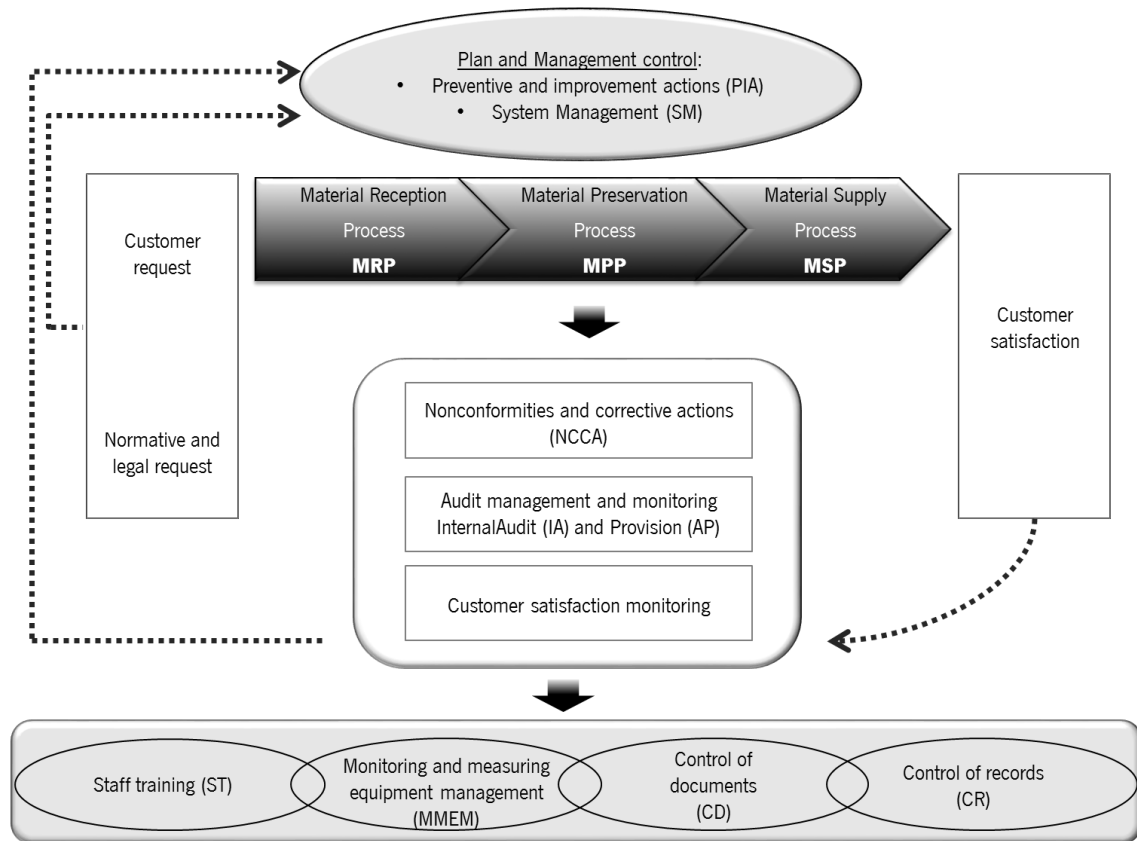 Plan and Management control:
• Preventive and improvement actions (PIA)
• System Management (SM)
Material Reception
Process
MRP
Material Preservation
Process
MPP
Material Supply
Process
MSP
Customer
request
Normative and
legal request
Customer
satisfaction
Nonconformities and corrective actions
(NCCA)
Audit management and monitoring
InternalAudit (IA) and Provision (AP)
Customer satisfaction monitoring
Staff training (ST)
Monitoring and measuring
equipment management
(MMEM)
Control of
documents
(CD)
Control of records
(CR)